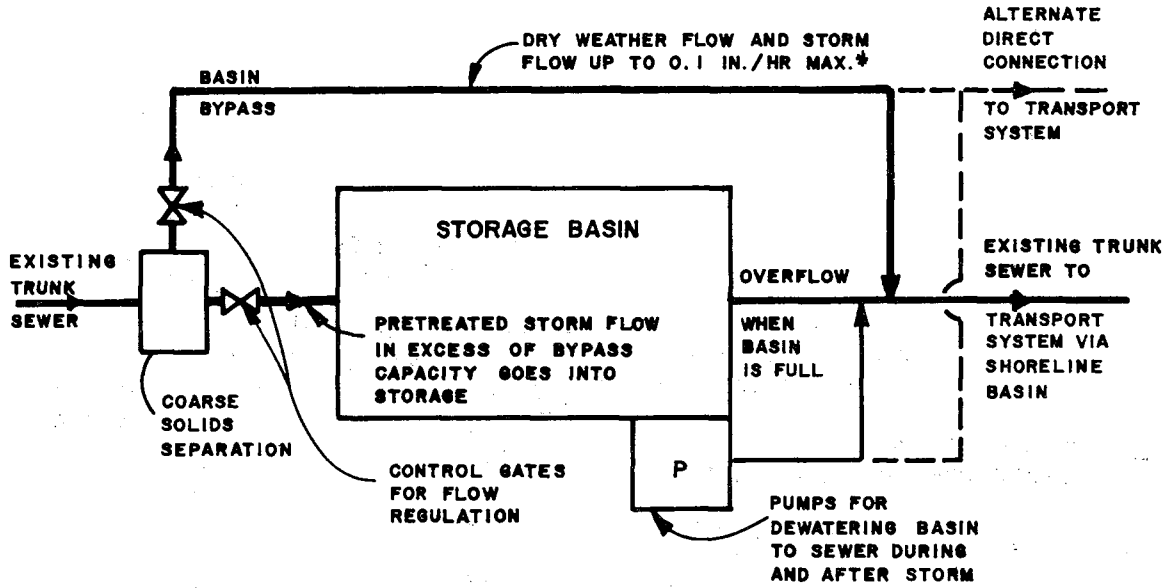 ALTERNATE
DIRECT
CONNECTION
TO TRANSPORT
SYSTEM
DRY WEATHER FLOW AND STORM
FLOW UP TO 0.1 IN./HR MAX.*
BASIN
BYPASS
STORAGE BASIN
EXISTING
TRUNK
SEWER
OVERFLOW
WHEN
BASIN
IS FULL
EXISTING TRUNK
SEWER TO
TRANSPORT
SYSTEM VIA
SHORELINE
BASIN
PRETREATED STORM FLOW
IN EXCESS OF BYPASS
CAPACITY GOES INTO
STORAGE
COARSE
SOLIDS
SEPARATION
CONTROL GATES
FOR FLOW
REGULATION
P
PUMPS FOR
DEWATERING BASIN
TO SEWER DURING
AND AFTER STORM